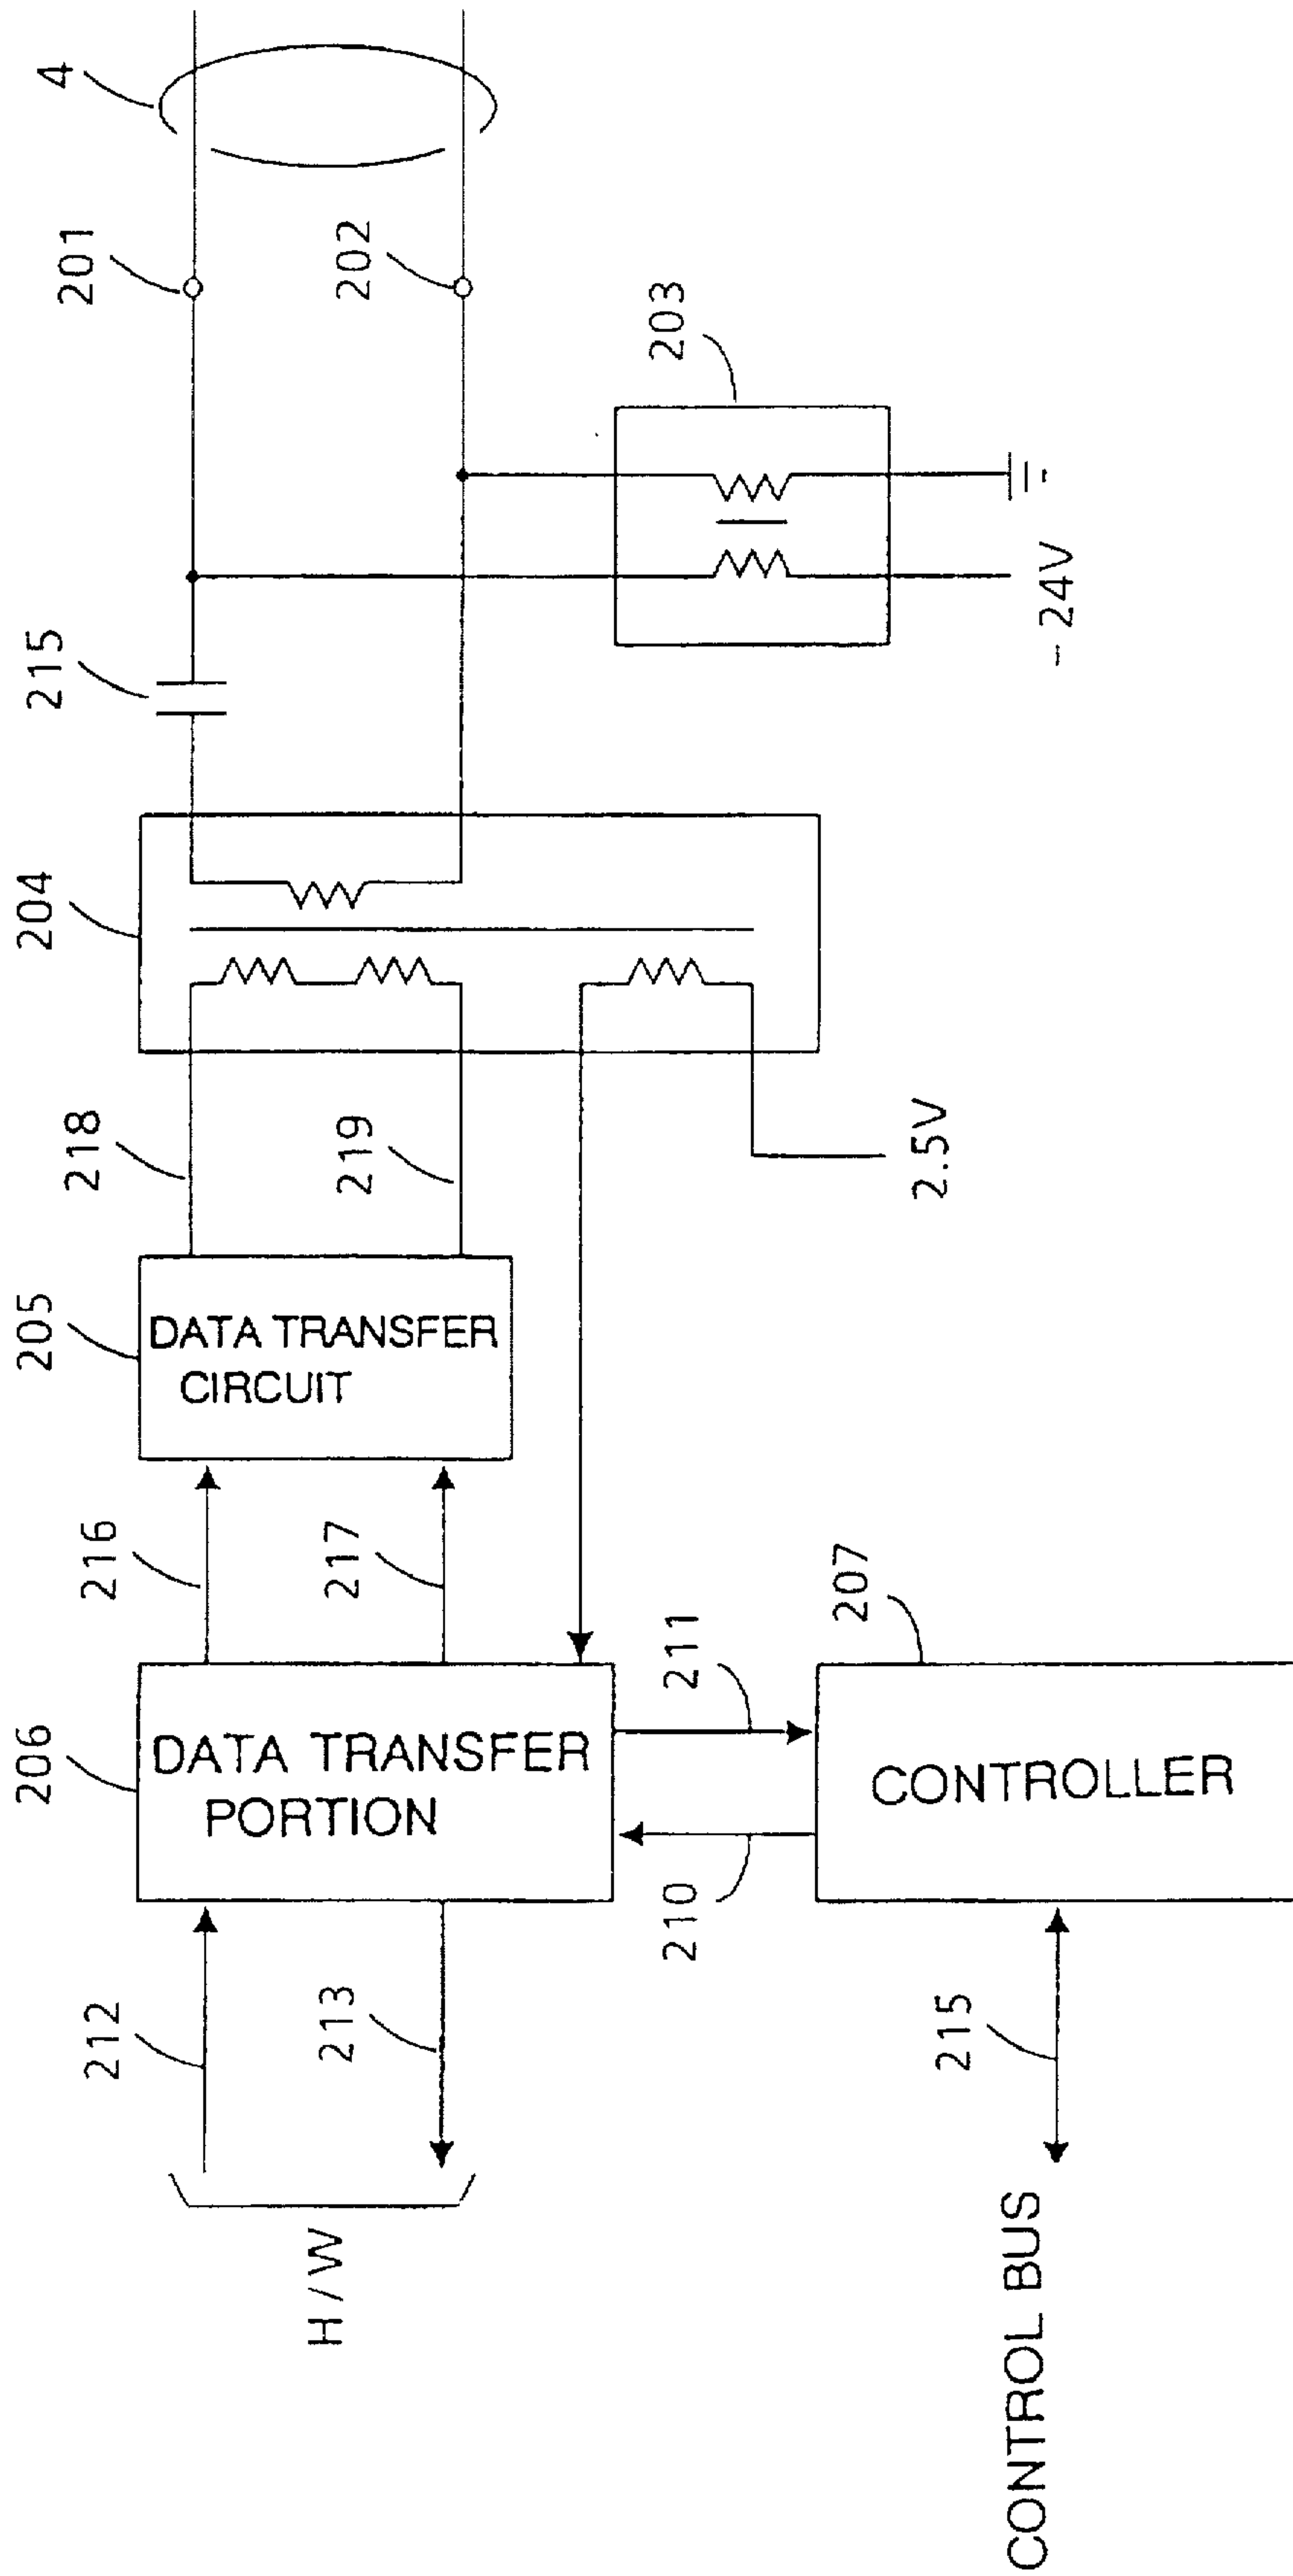 4
201
202
203
215
204
218
219
- 24V
2.5V
205
DATA TRANSFER
CIRCUIT
216
217
206
DATA TRANSFER
PORTION
211
210
207
CONTROLLER
212
213
H / W
215
CONTROL BUS